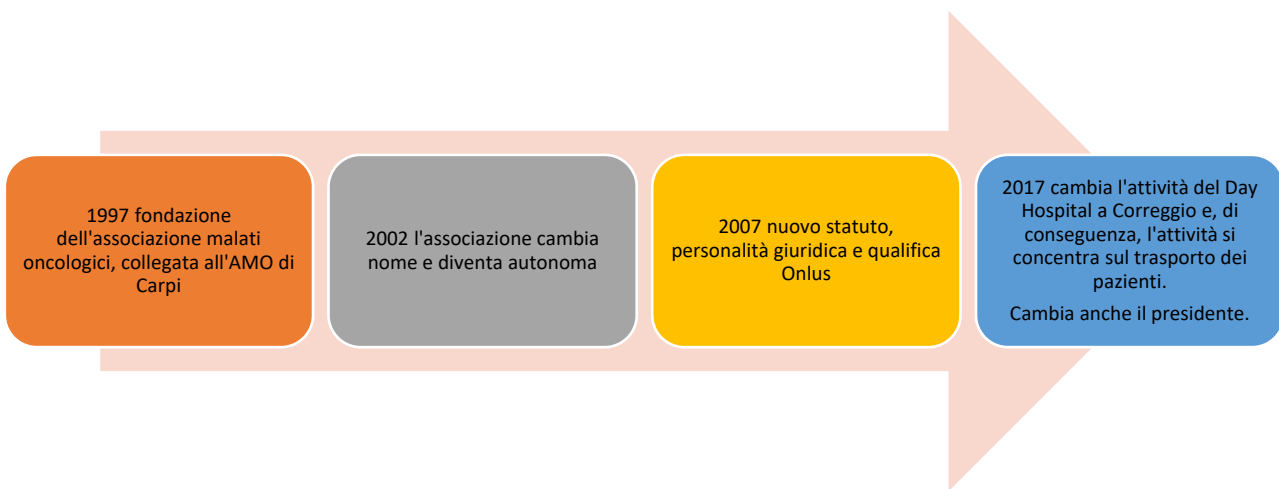 1997 fondazione
dell'associazione malati
oncologici, collegata all'AMO di
Carpi
2002 l'associazione cambia
nome e diventa autonoma
2007 nuovo statuto,
personalità giuridica e qualifica
Onlus
2017 cambia l'attività del Day
Hospital a Correggio e, di
conseguenza, l'attività si
concentra sul trasporto dei
pazienti.
Cambia anche il presidente.